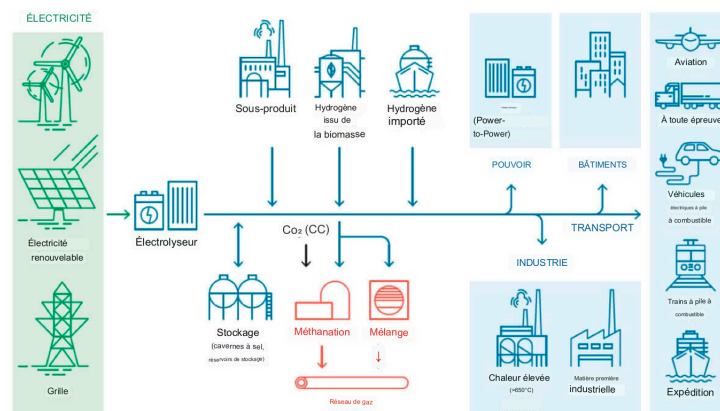 ÉLECTRICITÉ
Électricité
renouvelable
Grille
Électrolyseur
Sous-produit
Hydrogène
issu de
la biomasse
Hydrogène
importé
Co₂ (CC)
Stockage
(cavernes à sel,
réservoirs de stockage)
Méthanation
Mélange
↓
Réseau de gaz
(Power-
to-Power)
POUVOIR
BÂTIMENTS
TRANSPORT
INDUSTRIE
Chaleur élevée
(>650°C)
Matière première
industrielle
Aviation
À toute épreuve
Véhicules
électriques à pile
à combustible
Trains à pile à
combustible
Expédition